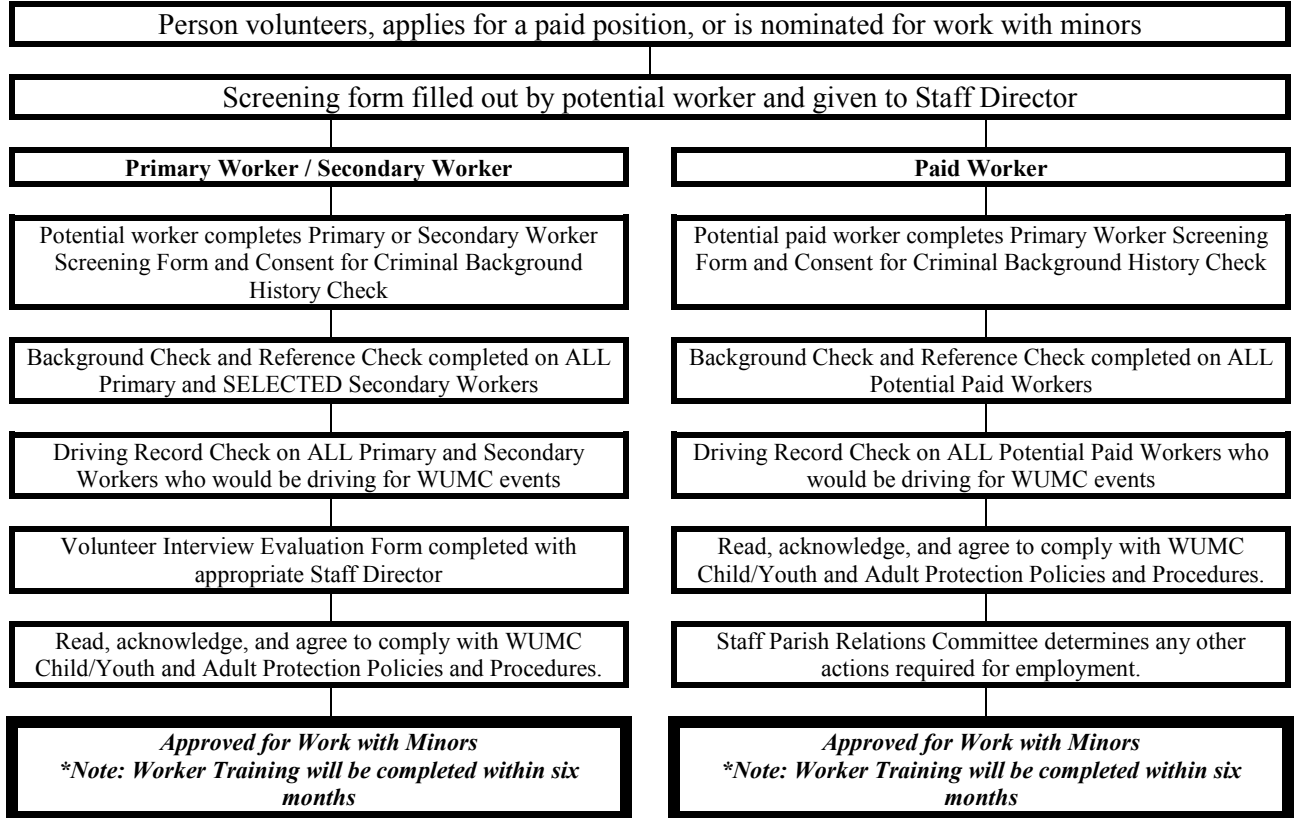 Person volunteers, applies for a paid position, or is nominated for work with minors
Screening form filled out by potential worker and given to Staff Director
Primary Worker / Secondary Worker
Potential worker completes Primary or Secondary Worker
Screening Form and Consent for Criminal Background
History Check
Background Check and Reference Check completed on ALL
Primary and SELECTED Secondary Workers
Driving Record Check on ALL Primary and Secondary
Workers who would be driving for WUMC events
Volunteer Interview Evaluation Form completed with
appropriate Staff Director
Read, acknowledge, and agree to comply with WUMC
Child/Youth and Adult Protection Policies and Procedures.
Approved for Work with Minors
*Note: Worker Training will be completed within six
months
Paid Worker
Potential paid worker completes Primary Worker Screening
Form and Consent for Criminal Background History Check
Background Check and Reference Check completed on ALL
Potential Paid Workers
Driving Record Check on ALL Potential Paid Workers who
would be driving for WUMC events
Read, acknowledge, and agree to comply with WUMC
Child/Youth and Adult Protection Policies and Procedures.
Staff Parish Relations Committee determines any other
actions required for employment.
Approved for Work with Minors
*Note: Worker Training will be completed within six
months